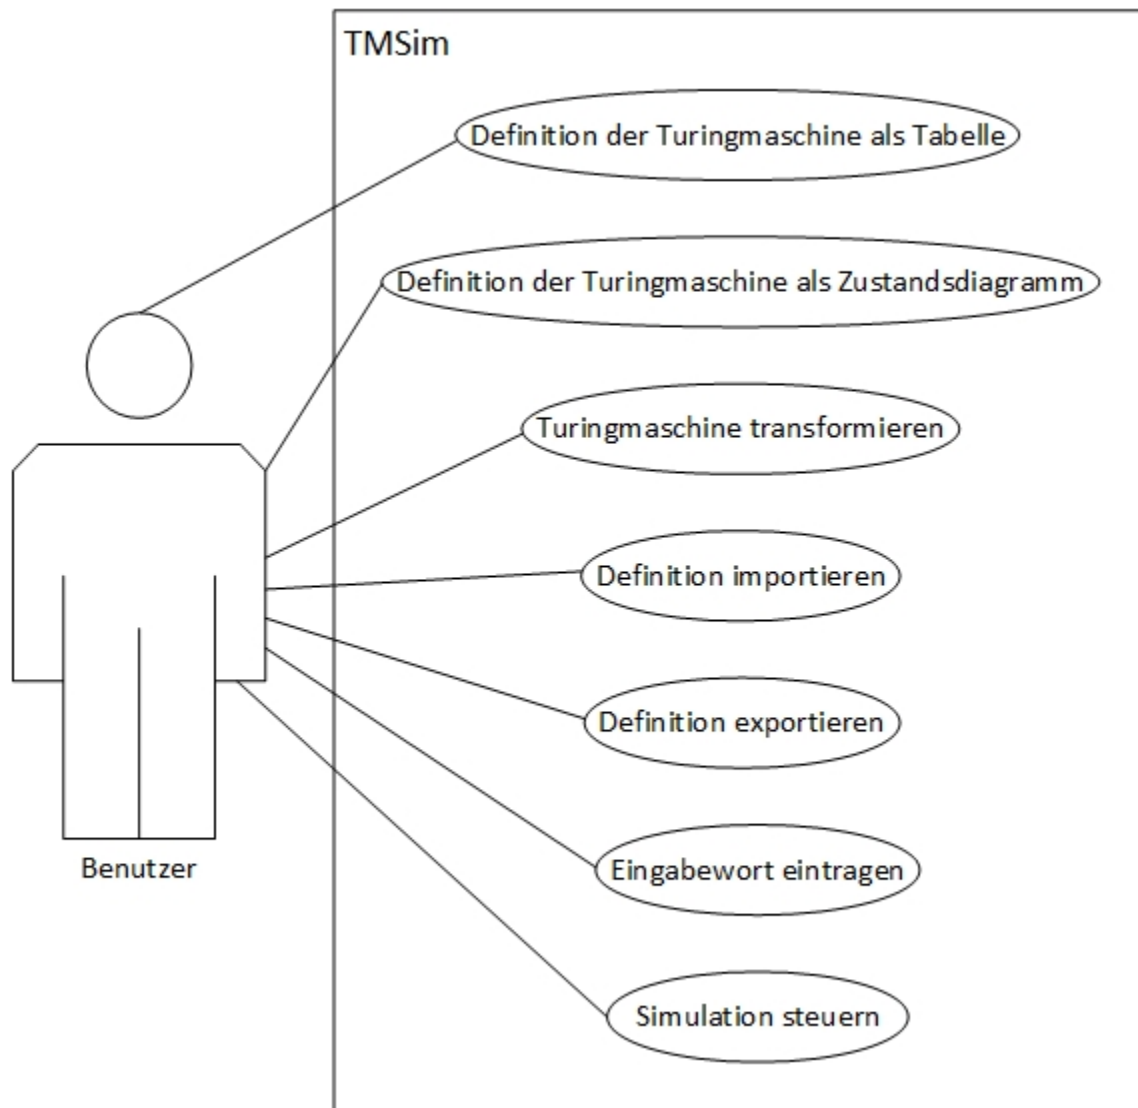 TMSim
Definition der Turingmaschine als Tabelle
Definition der Turingmaschine als Zustandsdiagramm
Turingmaschine transformieren
Definition importieren
Definition exportieren
Eingabewort eintragen
Benutzer
Simulation steuern